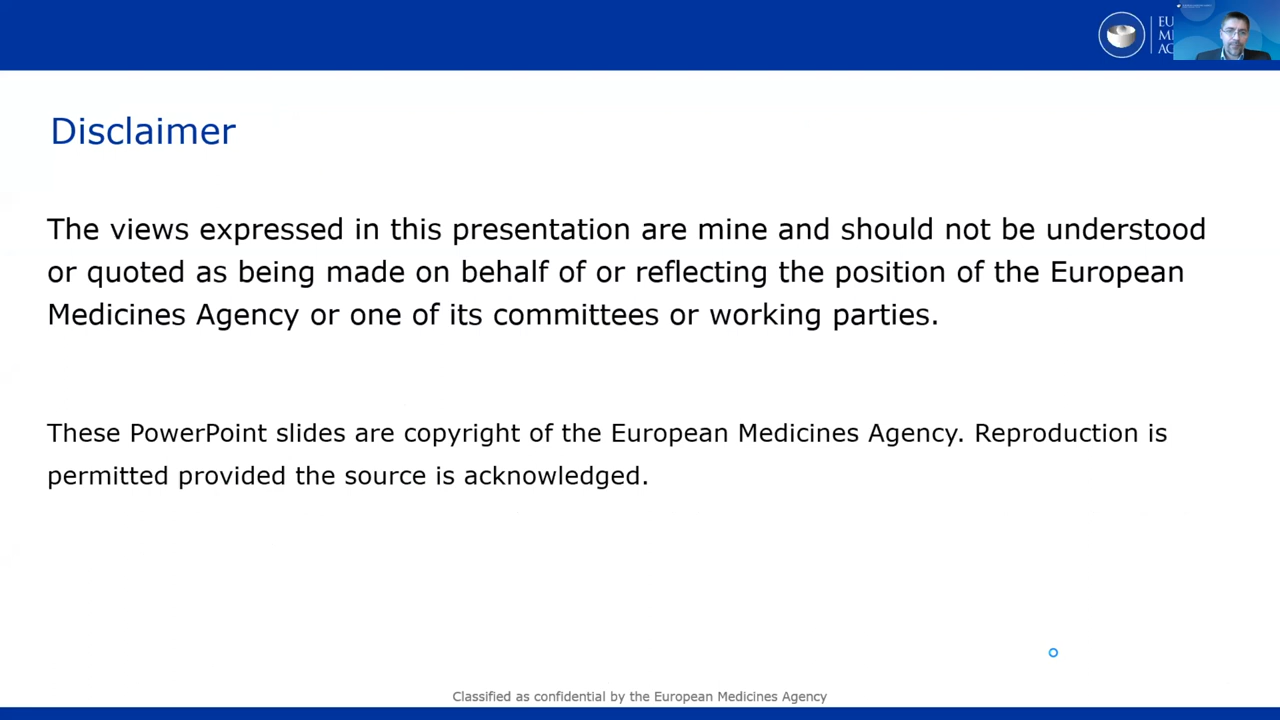 Disclaimer
The views expressed in this presentation are mine and should not be understood
or quoted as being made on behalf of or reflecting the position of the European
Medicines Agency or one of its committees or working parties.
These PowerPoint slides are copyright of the European Medicines Agency. Reproduction is
permitted provided the source is acknowledged.
Classified as confidential by the European Medicines Agency